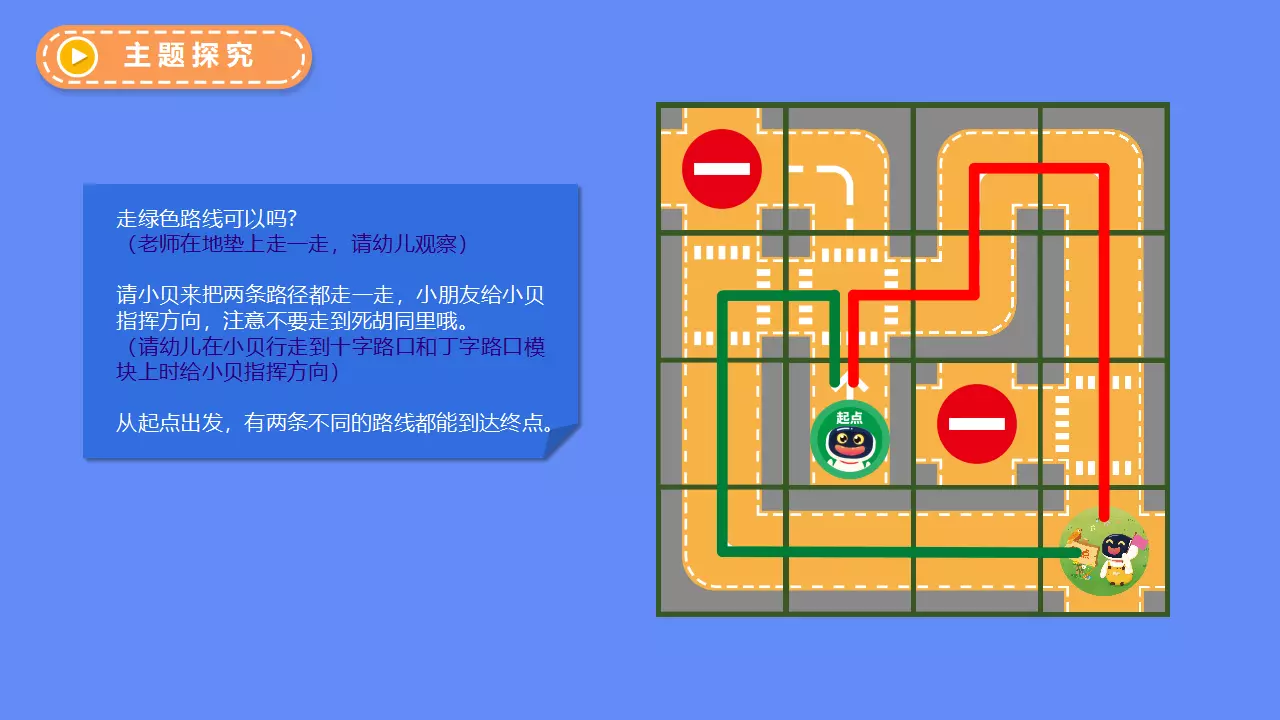 主题探究
走绿色路线可以吗?
（老师在地垫上走一走，请幼儿观察）
请小贝来把两条路径都走一走，小朋友给小贝
指挥方向，注意不要走到死胡同里哦。
（请幼儿在小贝行走到十字路口和丁字路口模
块上时给小贝指挥方向）
从起点出发，有两条不同的路线都能到达终点。
起点